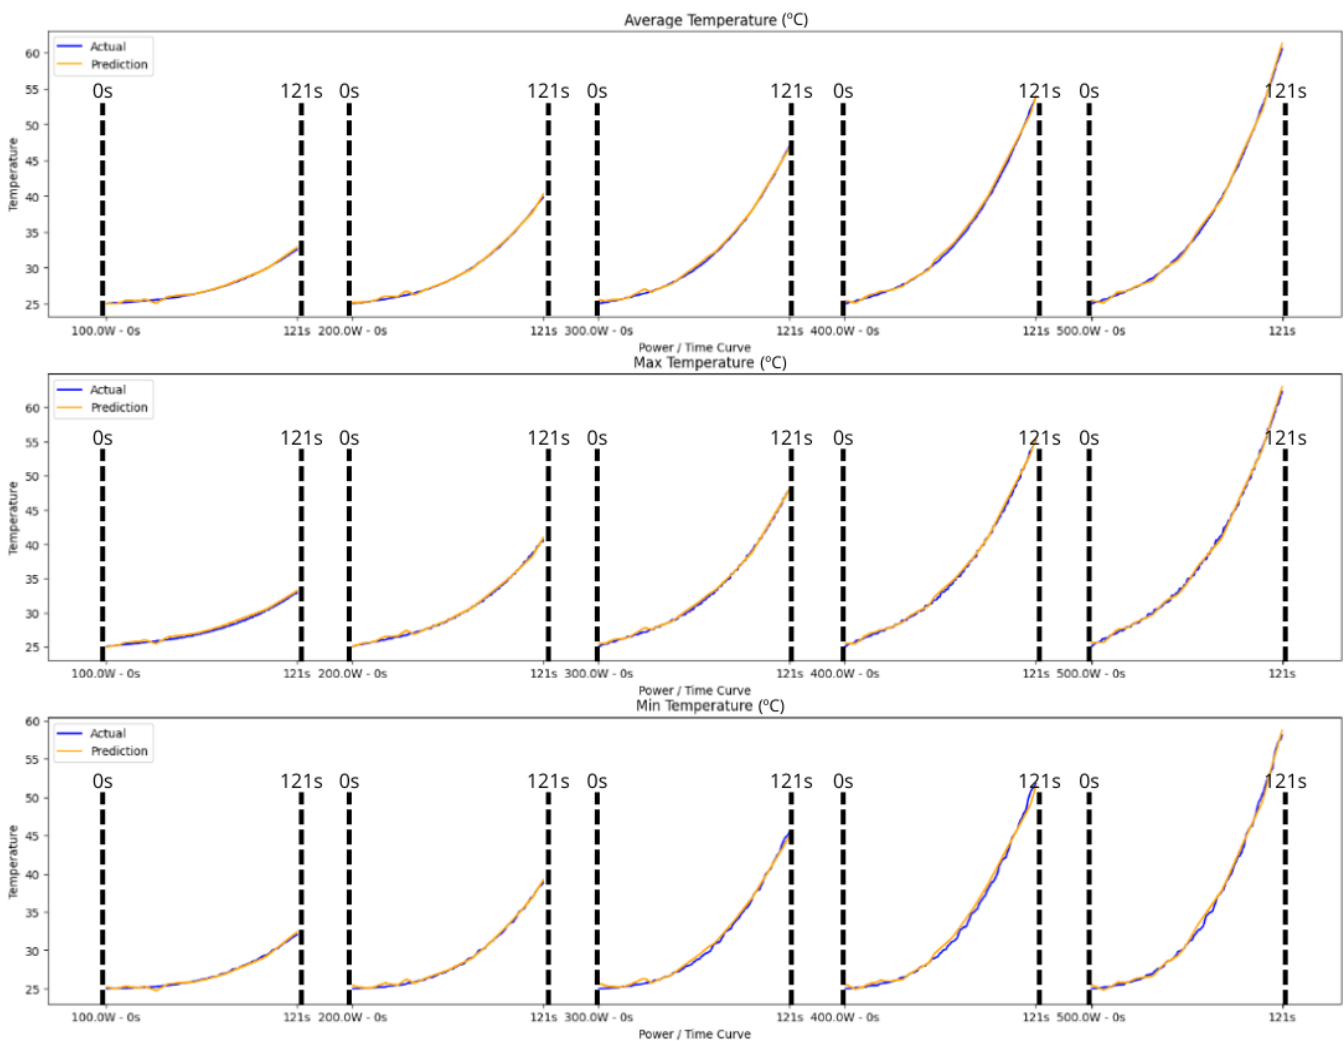 Average Temperature (ºC)
Actual
Prediction
60
55
50
45
40
35
30
25
Temperature
0s 121s 0s 121s 0s 121s 0s 121s 0s 121s
100.0W - 0s 121s 200.0W - 0s 121s 300.0W - 0s 121s 400.0W - 0s 121s 500.0W - 0s 121s
Power / Time Curve
Max Temperature (ºC)
Actual
Prediction
60
55
50
45
40
35
30
25
Temperature
0s 121s 0s 121s 0s 121s 0s 121s 0s 121s
100.0W - 0s 121s 200.0W - 0s 121s 300.0W - 0s 121s 400.0W - 0s 121s 500.0W - 0s 121s
Power / Time Curve
Min Temperature (ºC)
Actual
Prediction
60
55
50
45
40
35
30
25
Temperature
0s 121s 0s 121s 0s 121s 0s 121s 0s 121s
100.0W - 0s 121s 200.0W - 0s 121s 300.0W - 0s 121s 400.0W - 0s 121s 500.0W - 0s 121s
Power / Time Curve